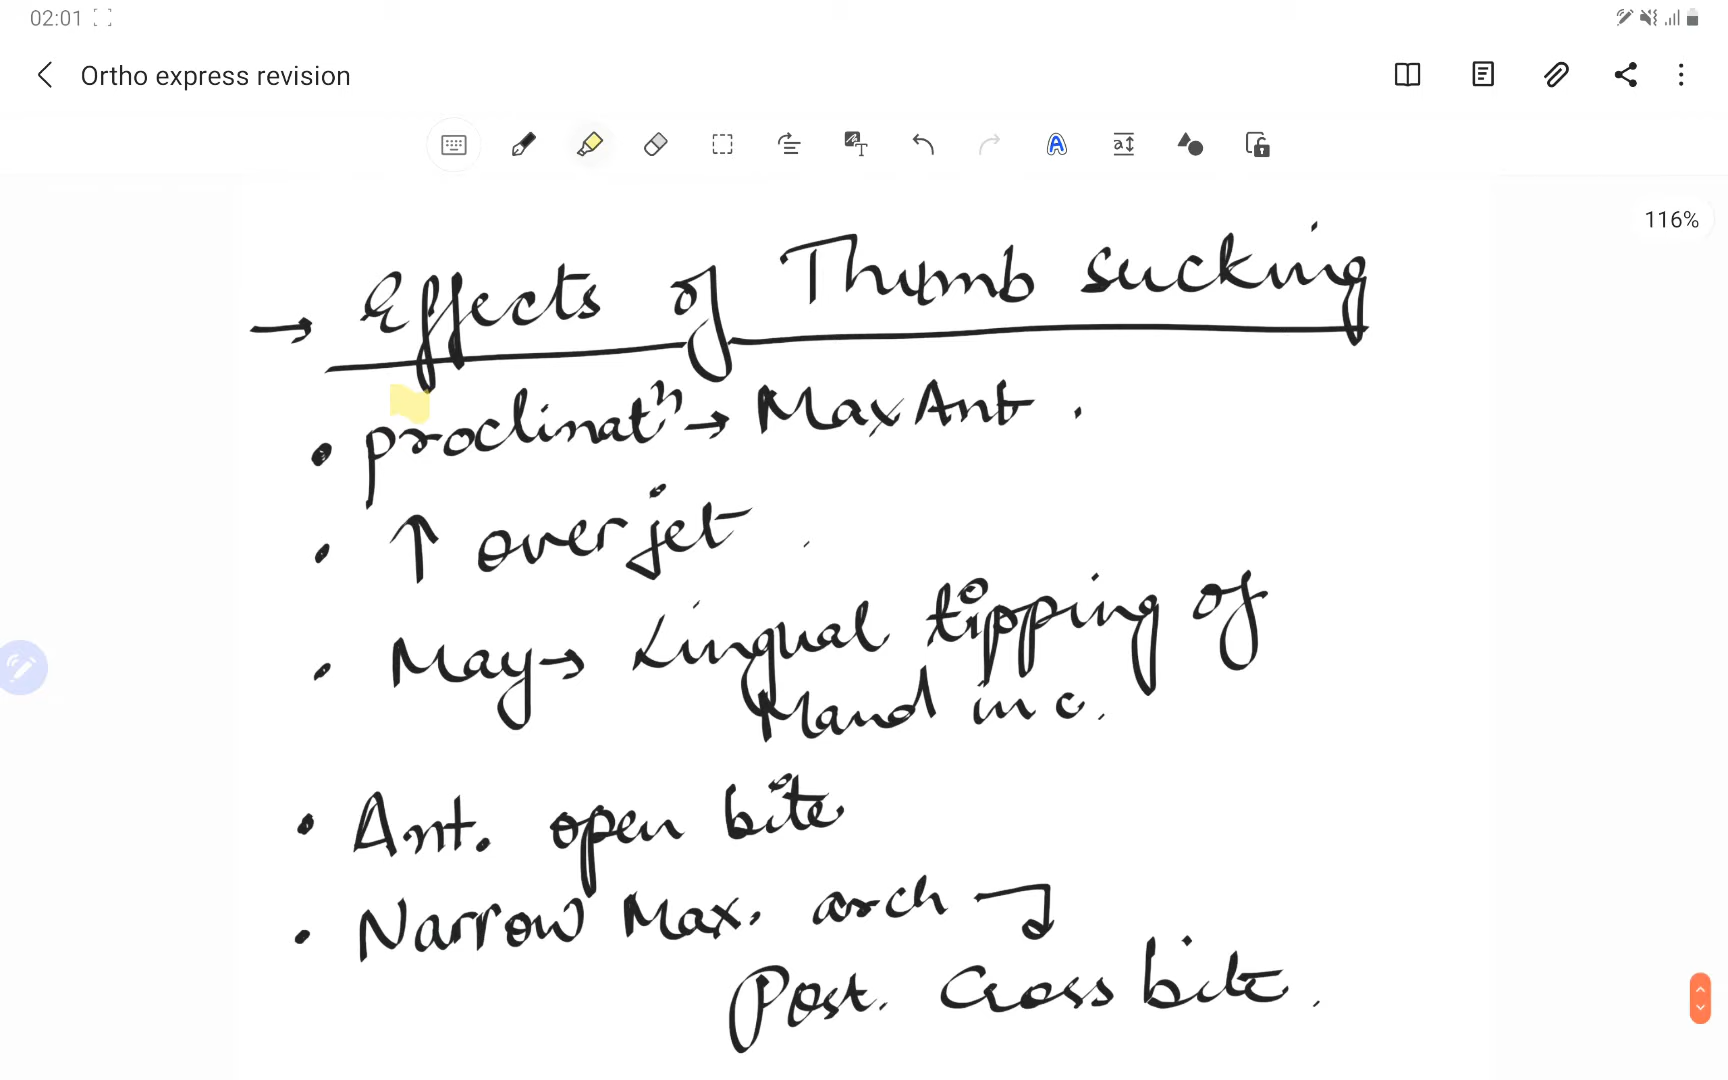 02:01
Ortho express revision
116%
→ Effects of Thumb sucking
• proclinatⁿ → Max Ant.
• ↑ overjet.
• May → Lingual tipping of
Mand inc.
• Ant. open bite
• Narrow Max. arch
Post. Cross bite.